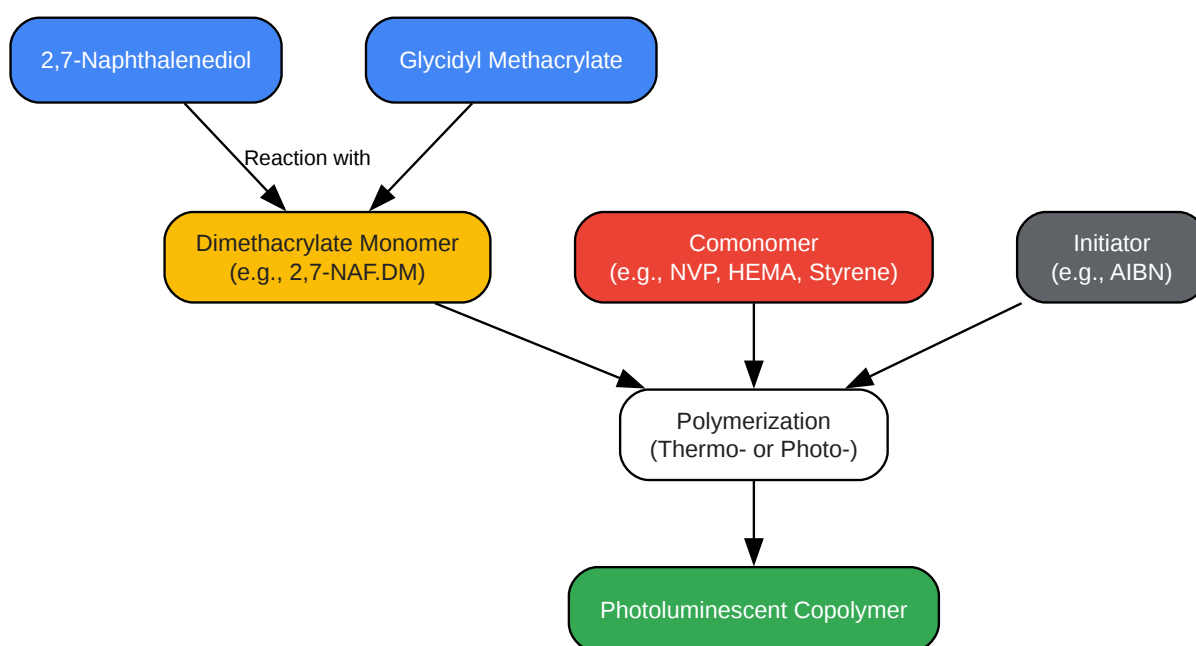 2,7-Naphthalenediol
Glycidyl Methacrylate
Reaction with
Dimethacrylate Monomer
(e.g., 2,7-NAF.DM)
Comonomer
(e.g., NVP, HEMA, Styrene)
Initiator
(e.g., AIBN)
Polymerization
(Thermo- or Photo-)
Photoluminescent Copolymer